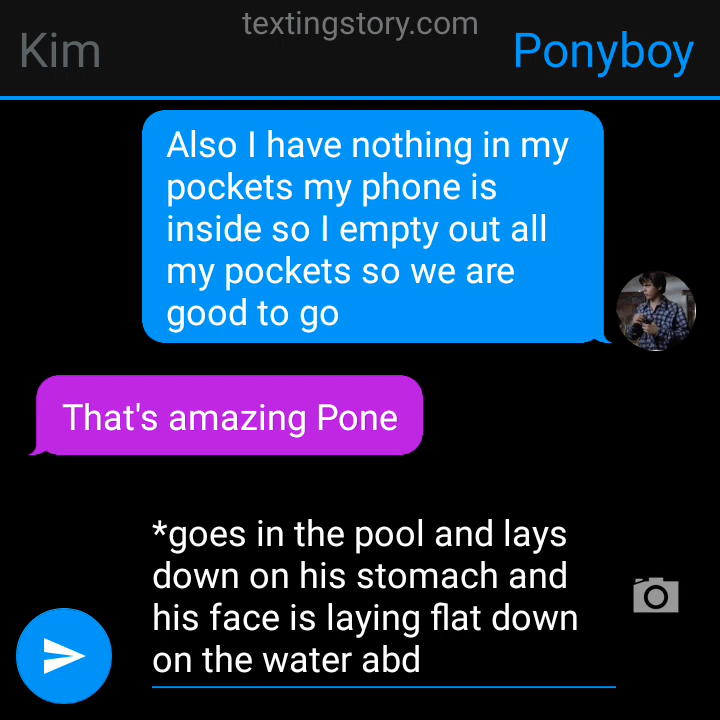 textingstory.com
Kim
Ponyboy
Also I have nothing in my
pockets my phone is
inside so I empty out all
my pockets so we are
good to go
That's amazing Pone
*goes in the pool and lays
down on his stomach and
his face is laying flat down
on the water abd